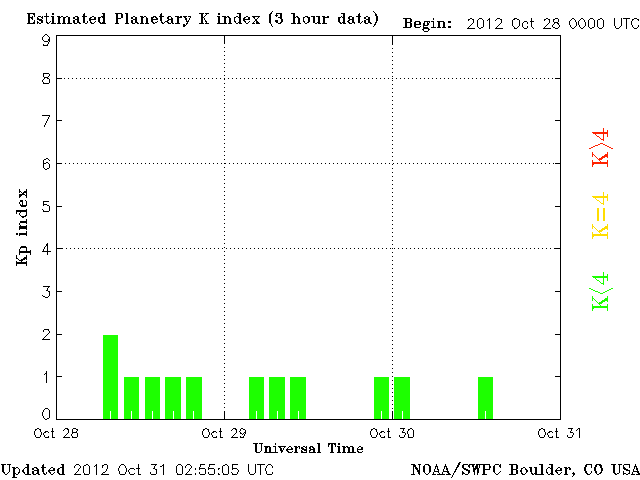 Estimated Planetary K index (3 hour data) Begin: 2012 Oct 28 0000 UTC
9
8
7
6
5
4
3
2
1
0
Kp index
K>4
K=4
K<4
Oct 28 Oct 29 Oct 30 Oct 31
Universal Time
Updated 2012 Oct 31 02:55:05 UTC NOAA/SWPC Boulder, CO USA